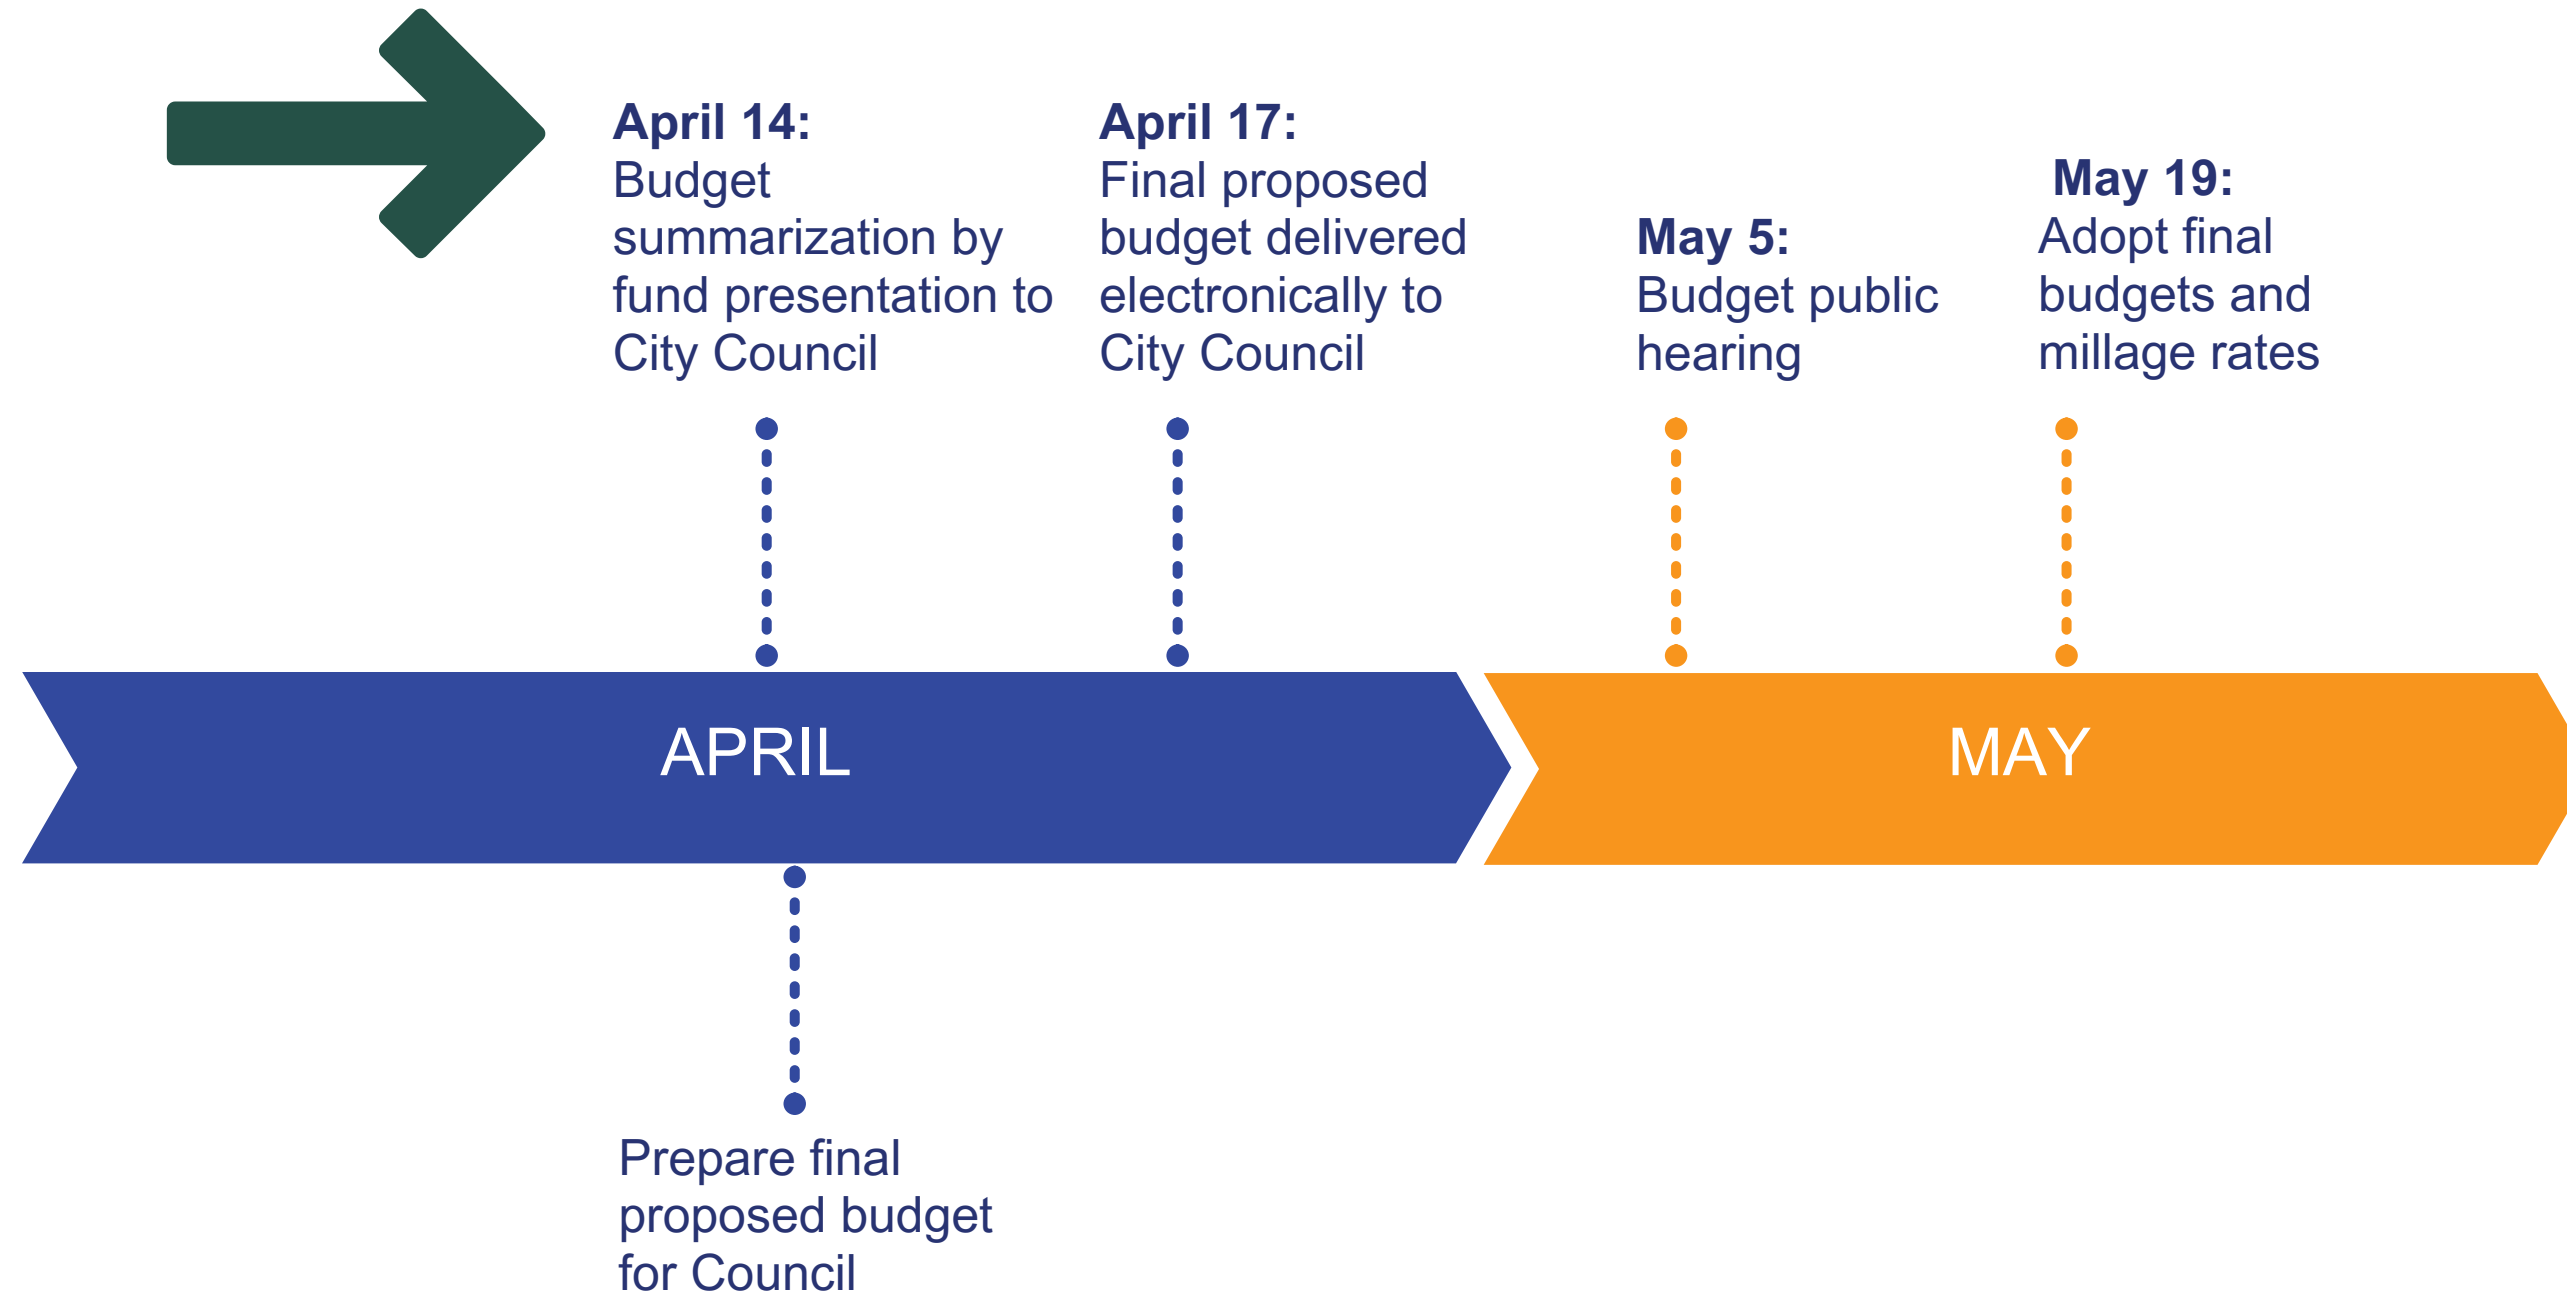 April 14:
Budget
summarization by
fund presentation to
City Council
April 17:
Final proposed
budget delivered
electronically to
City Council
May 5:
Budget public
hearing
May 19:
Adopt final
budgets and
millage rates
APRIL
MAY
Prepare final
proposed budget
for Council